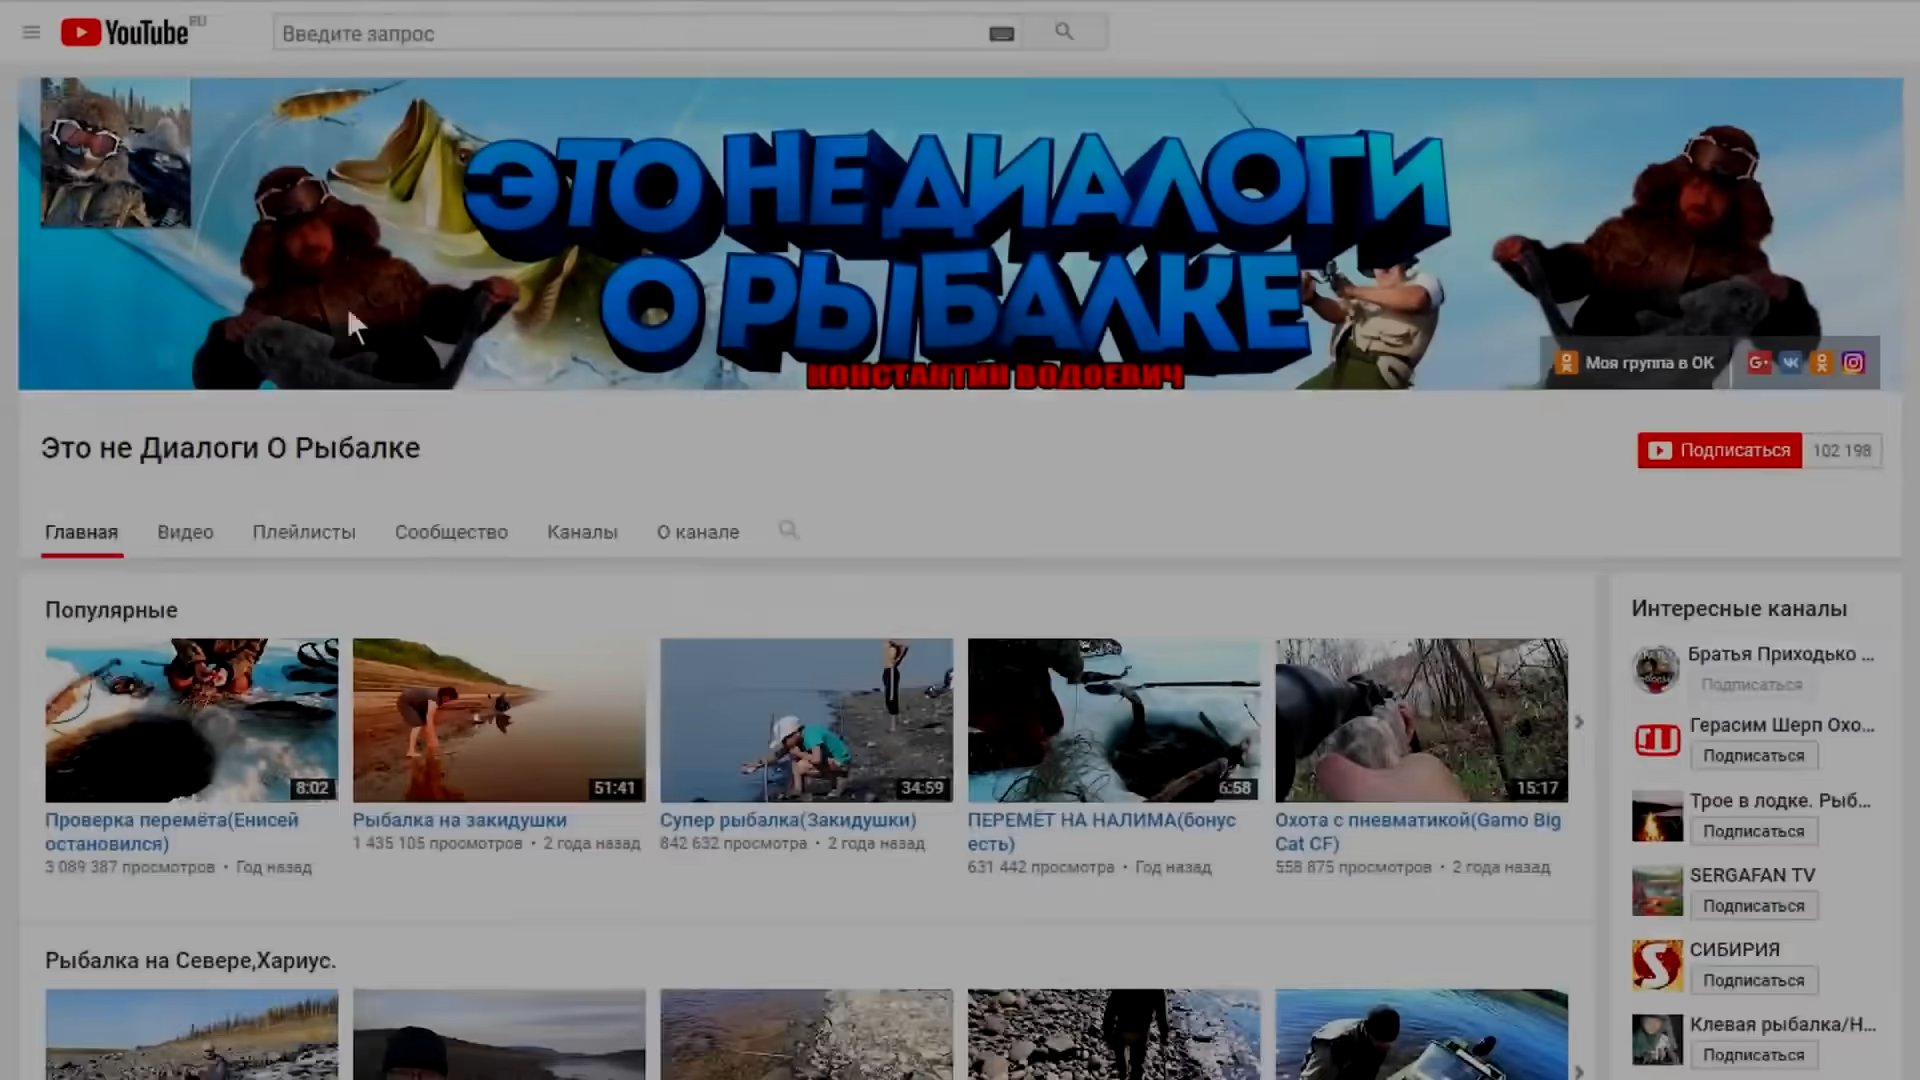 YouTube RU
Введите запрос
ЭТО НЕ ДИАЛОГИ
О РЫБАЛКЕ
КОНСТАНТИН ВОДОЕВИЧ
Моя группа в ОК
Это не Диалоги О Рыбалке
Подписаться 102 198
Главная Видео Плейлисты Сообщество Каналы О канале
Популярные
8:02
51:41
34:59
6:58
15:17
Проверка перемёта(Енисей
остановился)
3 089 387 просмотров • Год назад
Рыбалка на закидушки
1 435 105 просмотров • 2 года назад
Супер рыбалка(Закидушки)
842 632 просмотра • 2 года назад
ПЕРЕМЁТ НА НАЛИМА(бонус
есть)
631 442 просмотра • Год назад
Охота с пневматикой(Gamo Big
Cat CF)
558 875 просмотров • 2 года назад
Рыбалка на Севере,Хариус.
Интересные каналы
Братья Приходько ...
Подписаться
Герасим Шерп Охо...
Подписаться
Трое в лодке. Рыб...
Подписаться
SERGAFAN TV
Подписаться
СИБИРИЯ
Подписаться
Клевая рыбалка/Н...
Подписаться